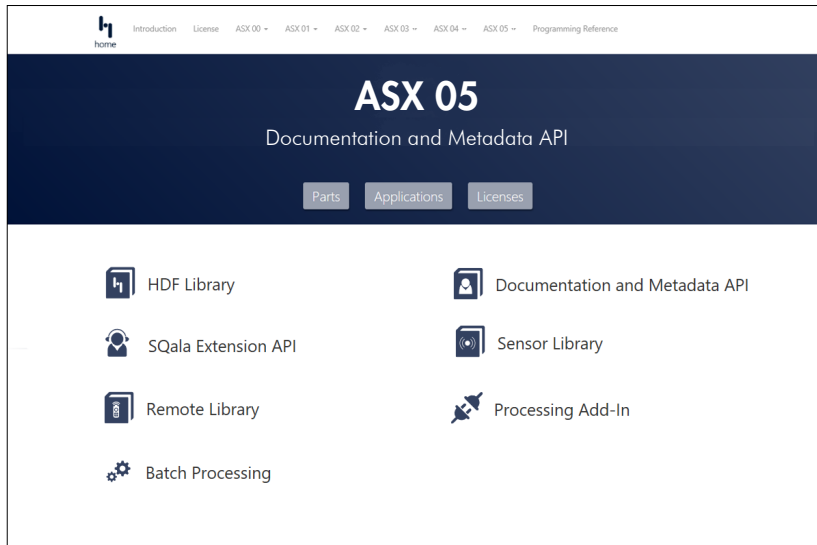 home
Introduction License ASX 00 ASX 01 ASX 02 ASX 03 ASX 04 ASX 05 Programming Reference
ASX 05
Documentation and Metadata API
Parts Applications Licenses
HDF Library
Documentation and Metadata API
SQala Extension API
Sensor Library
Remote Library
Processing Add-In
Batch Processing